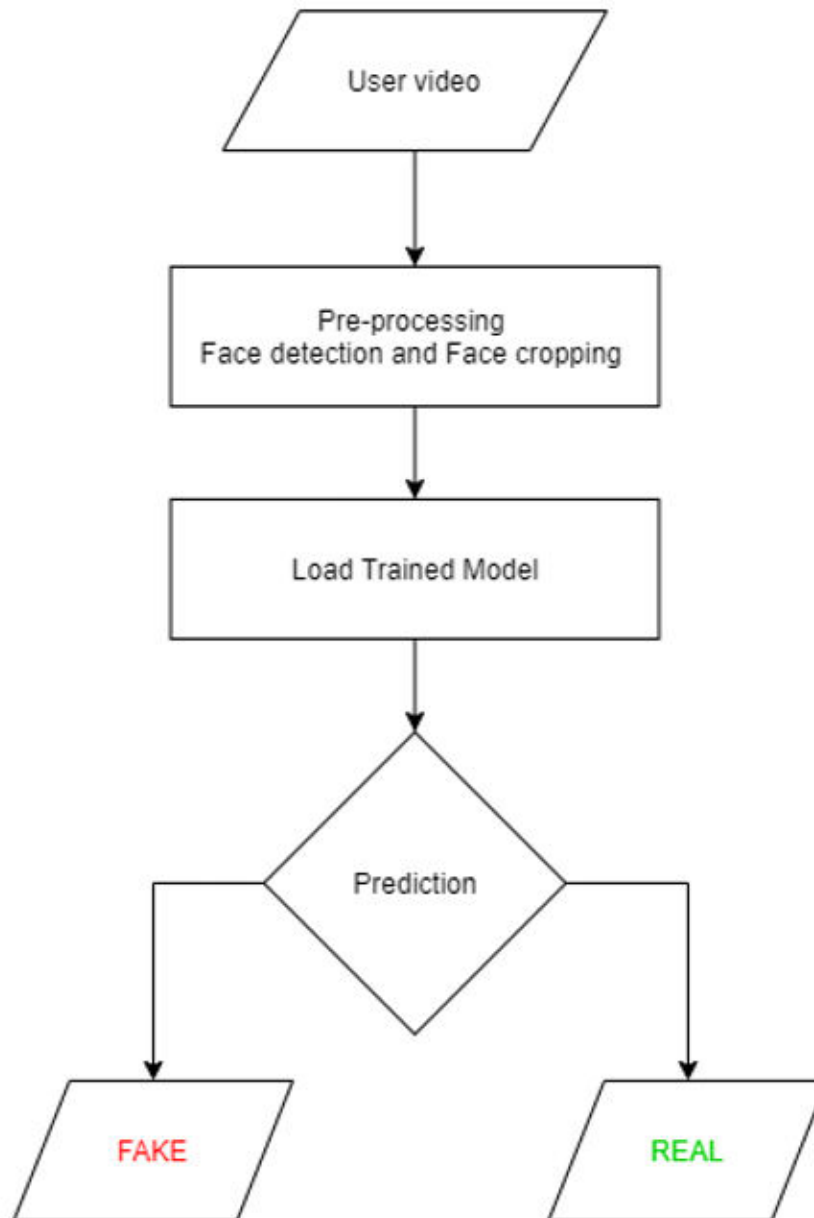 User video
Pre-processing
Face detection and Face cropping
Load Trained Model
Prediction
FAKE
REAL